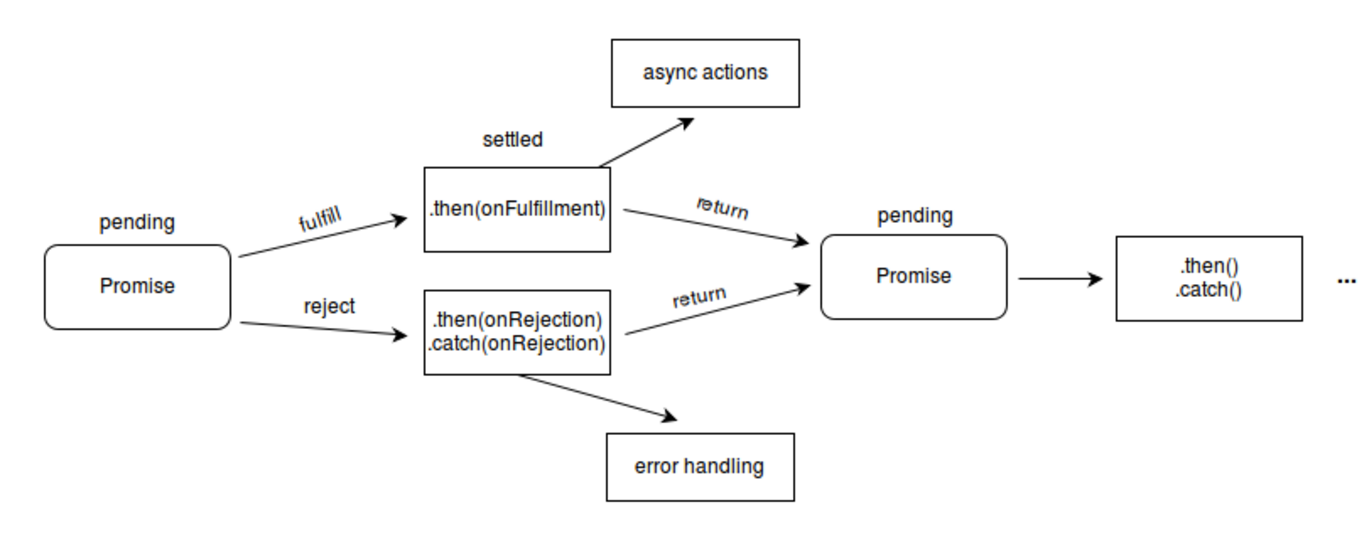 async actions
settled
.then(onFulfillment)
fulfill
return
pending
Promise
reject
.then(onRejection)
.catch(onRejection)
return
error handling
pending
Promise
.then()
.catch()
...